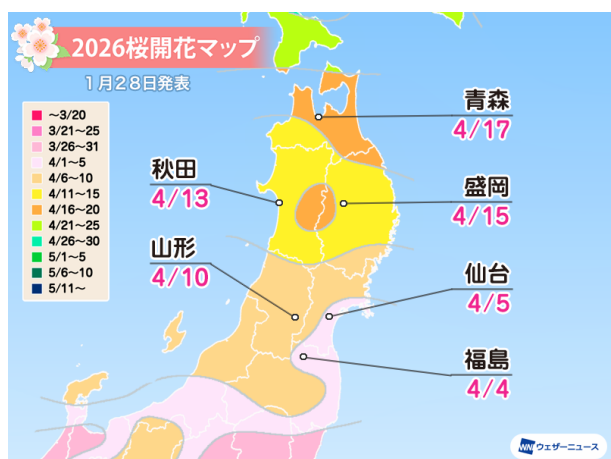 2026桜開花マップ
1月28日発表
～3/20
3/21～25
3/26～31
4/1～5
4/6～10
4/11～15
4/16～20
4/21～25
4/26～30
5/1～5
5/6～10
5/11～
青森
4/17
秋田
4/13
盛岡
4/15
山形
4/10
仙台
4/5
福島
4/4
WN ウェザーニュース